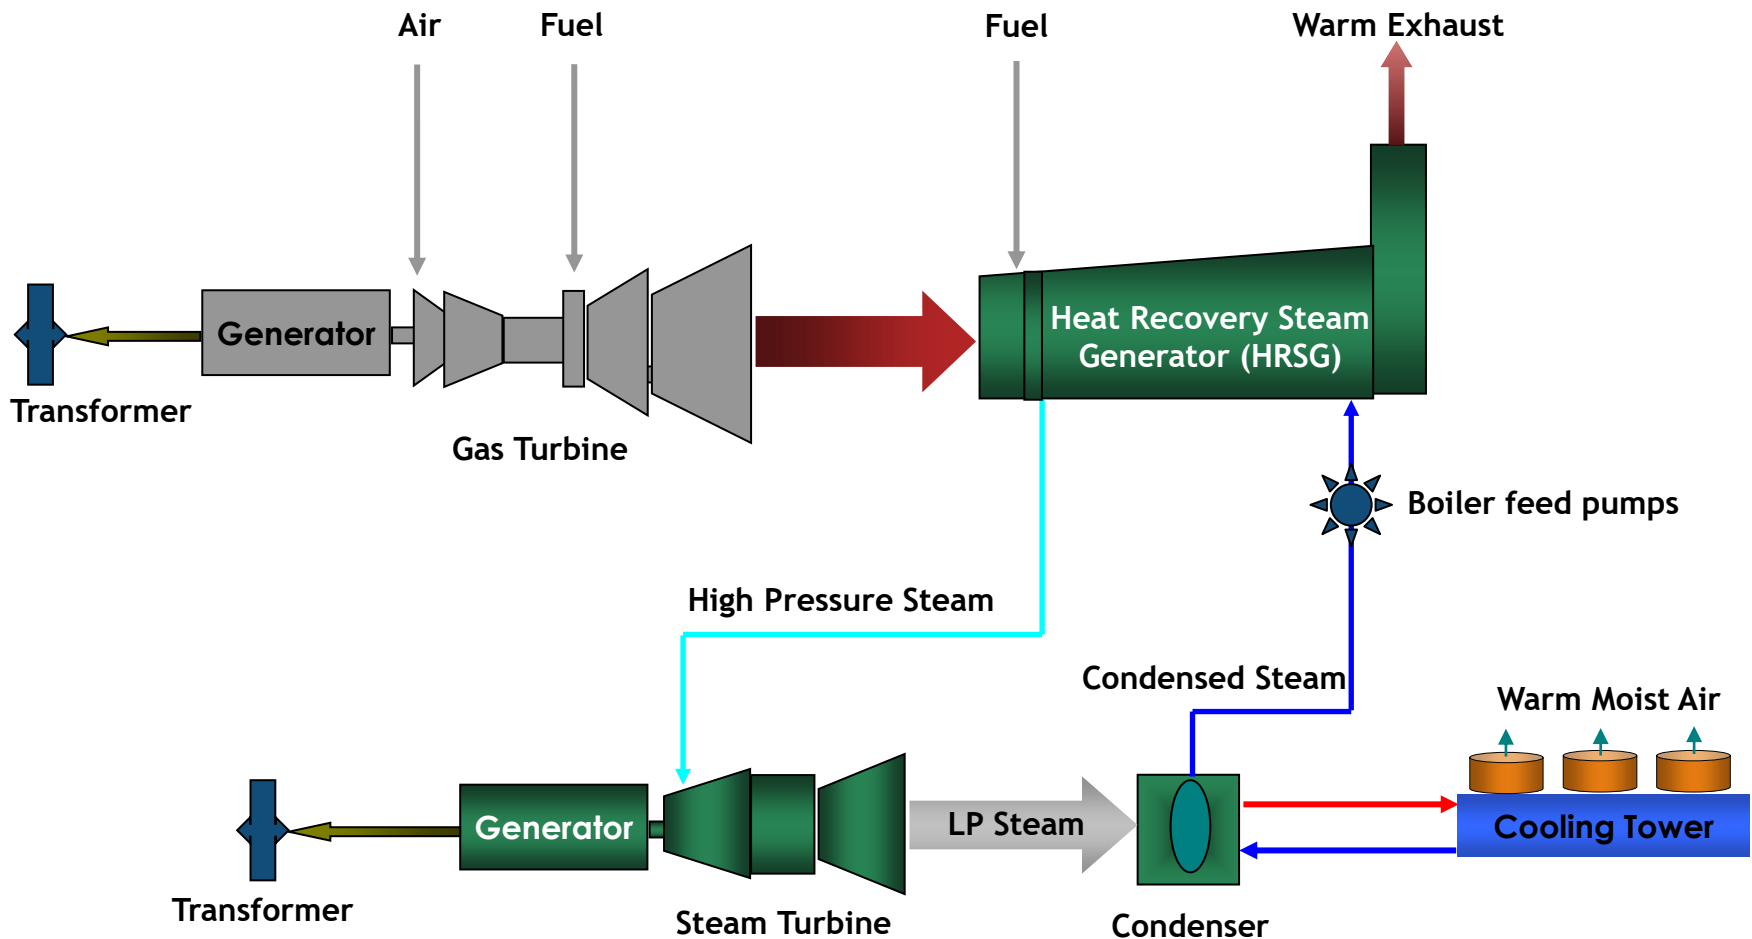 Air
Fuel
Fuel
Warm Exhaust
Generator
Heat Recovery Steam
Generator (HRSG)
Transformer
Gas Turbine
Boiler feed pumps
High Pressure Steam
Condensed Steam
Warm Moist Air
Generator
LP Steam
Cooling Tower
Transformer
Steam Turbine
Condenser